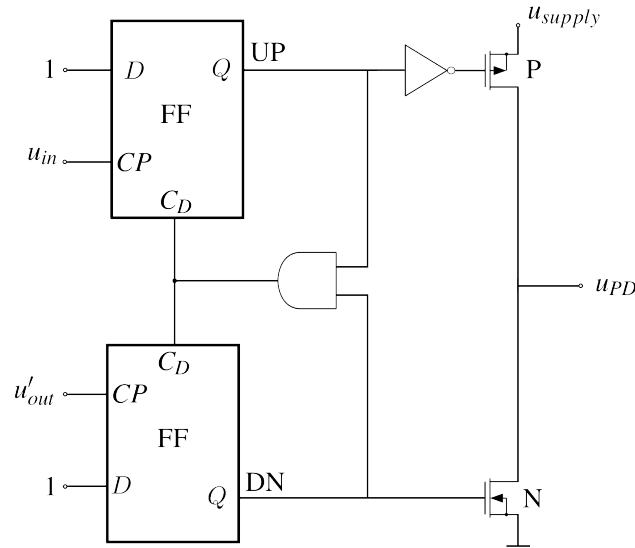 u_supply
UP
1
D
Q
P
FF
u_in
CP
C_D
u_PD
C_D
u'_out
CP
FF
1
D
Q
DN
N